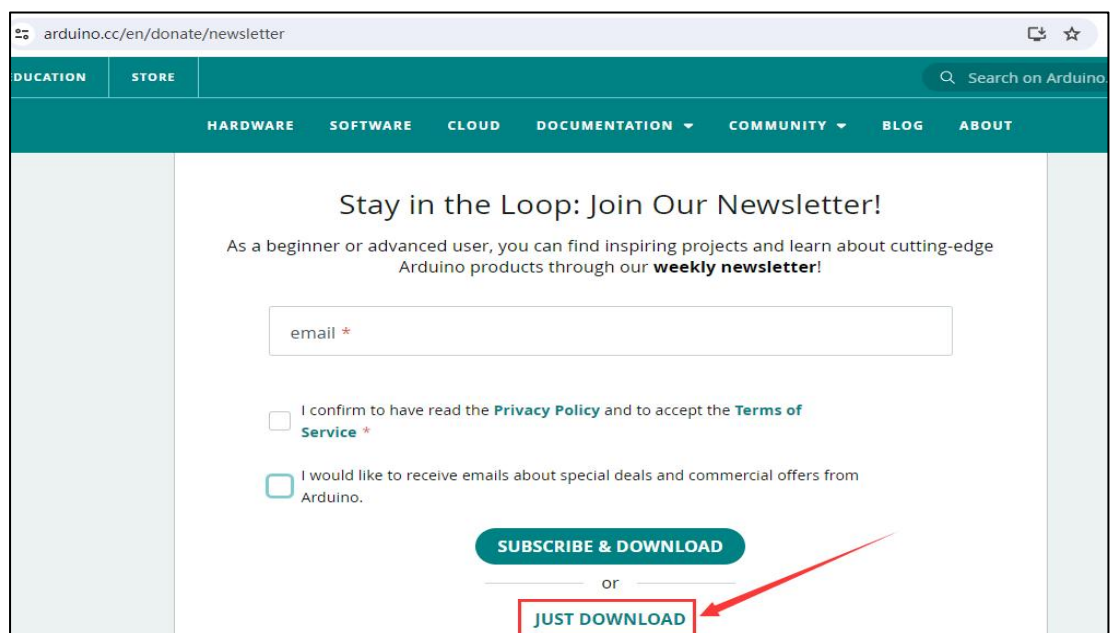 arduino.cc/en/donate/newsletter
EDUCATION STORE Search on Arduino.
HARDWARE SOFTWARE CLOUD DOCUMENTATION COMMUNITY BLOG ABOUT
Stay in the Loop: Join Our Newsletter!
As a beginner or advanced user, you can find inspiring projects and learn about cutting-edge
Arduino products through our weekly newsletter!
email *
I confirm to have read the Privacy Policy and to accept the Terms of
Service *
I would like to receive emails about special deals and commercial offers from
Arduino.
SUBSCRIBE & DOWNLOAD
or
JUST DOWNLOAD